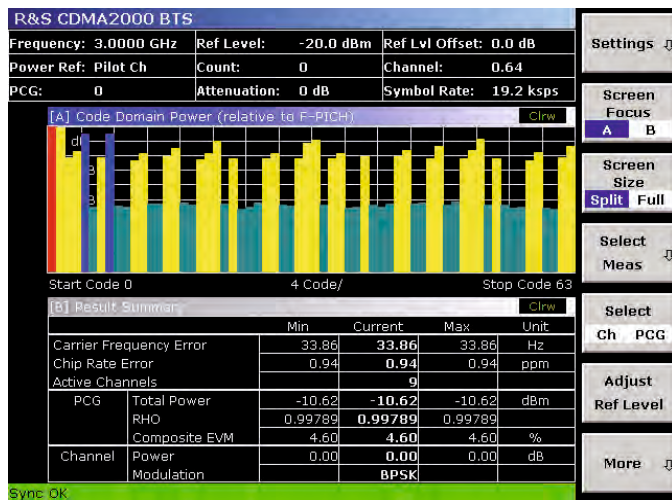 R&S CDMA2000 BTS
Frequency: 3.0000 GHz Ref Level: -20.0 dBm Ref Lvl Offset: 0.0 dB
Power Ref: Pilot Ch Count: 0 Channel: 0.64
PCG: 0 Attenuation: 0 dB Symbol Rate: 19.2 ksps
[A] Code Domain Power (relative to F-PICH) Clrw
Start Code 0 4 Code/ Stop Code 63
[B] Result Summary Clrw
Min Current Max Unit
Carrier Frequency Error 33.86 33.86 33.86 Hz
Chip Rate Error 0.94 0.94 0.94 ppm
Active Channels 9
PCG Total Power -10.62 -10.62 -10.62 dBm
RHO 0.99789 0.99789 0.99789
Composite EVM 4.60 4.60 4.60 %
Channel Power 0.00 0.00 0.00 dB
Modulation BPSK
Sync OK
Settings
Screen
Focus
A B
Screen
Size
Split Full
Select
Meas
Select
Ch PCG
Adjust
Ref Level
More